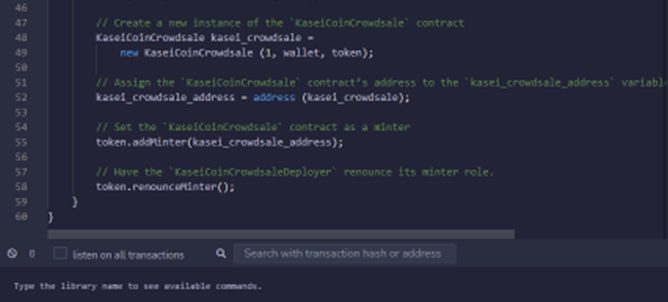 46
47 // Create a new instance of the `KaseiCoinCrowdsale` contract
48 KaseiCoinCrowdsale kasei_crowdsale =
49 new KaseiCoinCrowdsale (1, wallet, token);
50
51 // Assign the `KaseiCoinCrowdsale` contract's address to the `kasei_crowdsale_address` variabl
52 kasei_crowdsale_address = address (kasei_crowdsale);
53
54 // Set the `KaseiCoinCrowdsale` contract as a minter
55 token.addMinter(kasei_crowdsale_address);
56
57 // Have the `KaseiCoinCrowdsaleDeployer` renounce its minter role.
58 token.renounceMinter();
59 }
60 }
0 listen on all transactions Search with transaction hash or address
Type the library name to see available commands.